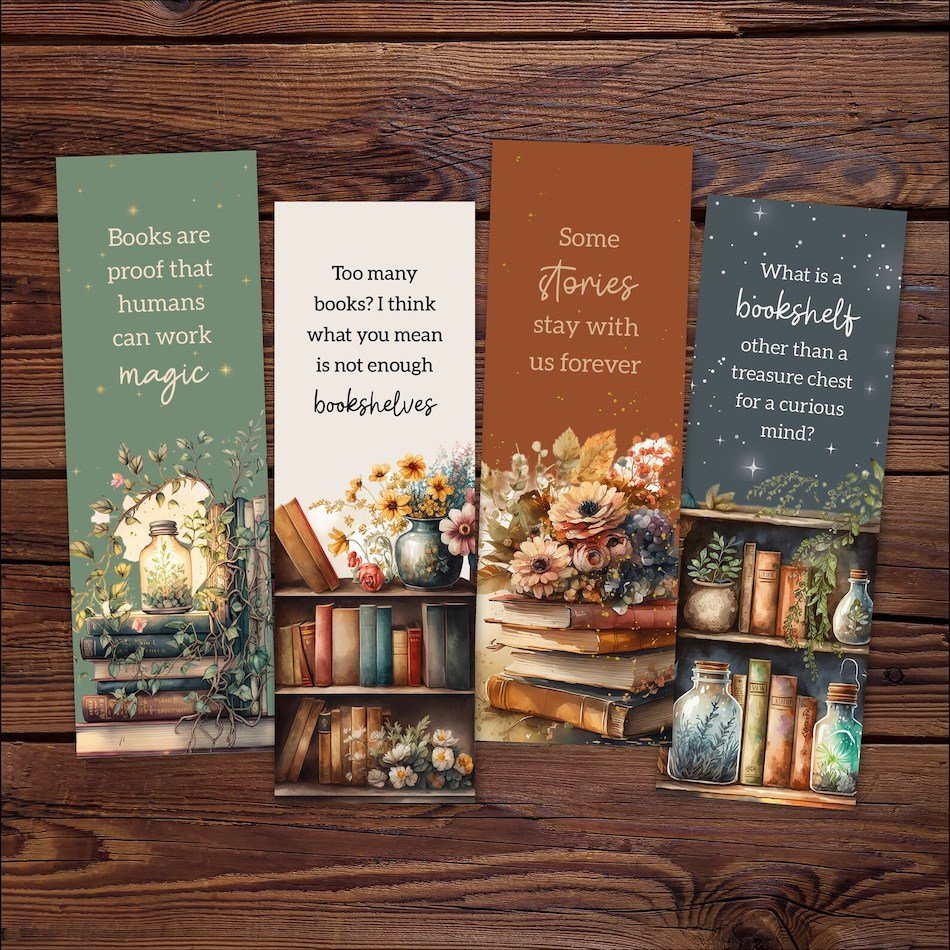 Books are
proof that
humans
can work
magic
Too many
books? I think
what you mean
is not enough
bookshelves
Some
stories
stay with
us forever
What is a
bookshelf
other than a
treasure chest
for a curious
mind?